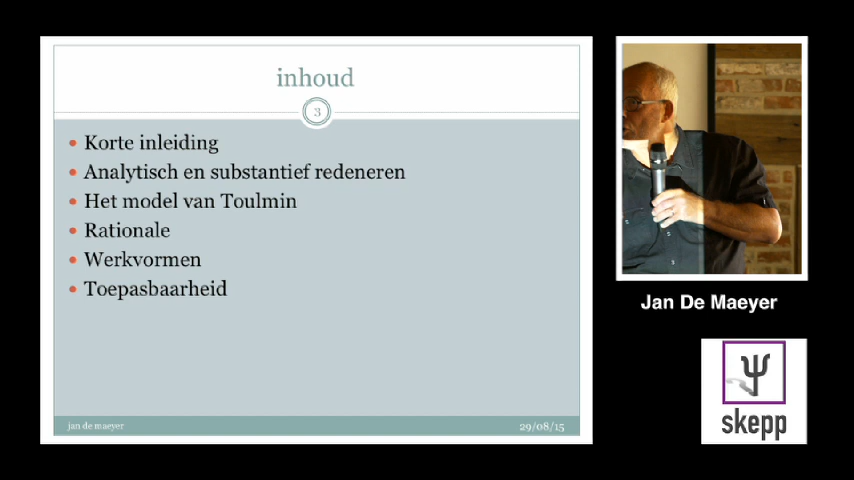 inhoud
3
Korte inleiding
Analytisch en substantief redeneren
Het model van Toulmin
Rationale
Werkvormen
Toepasbaarheid
jan de maeyer
29/08/15
Jan De Maeyer
skepp